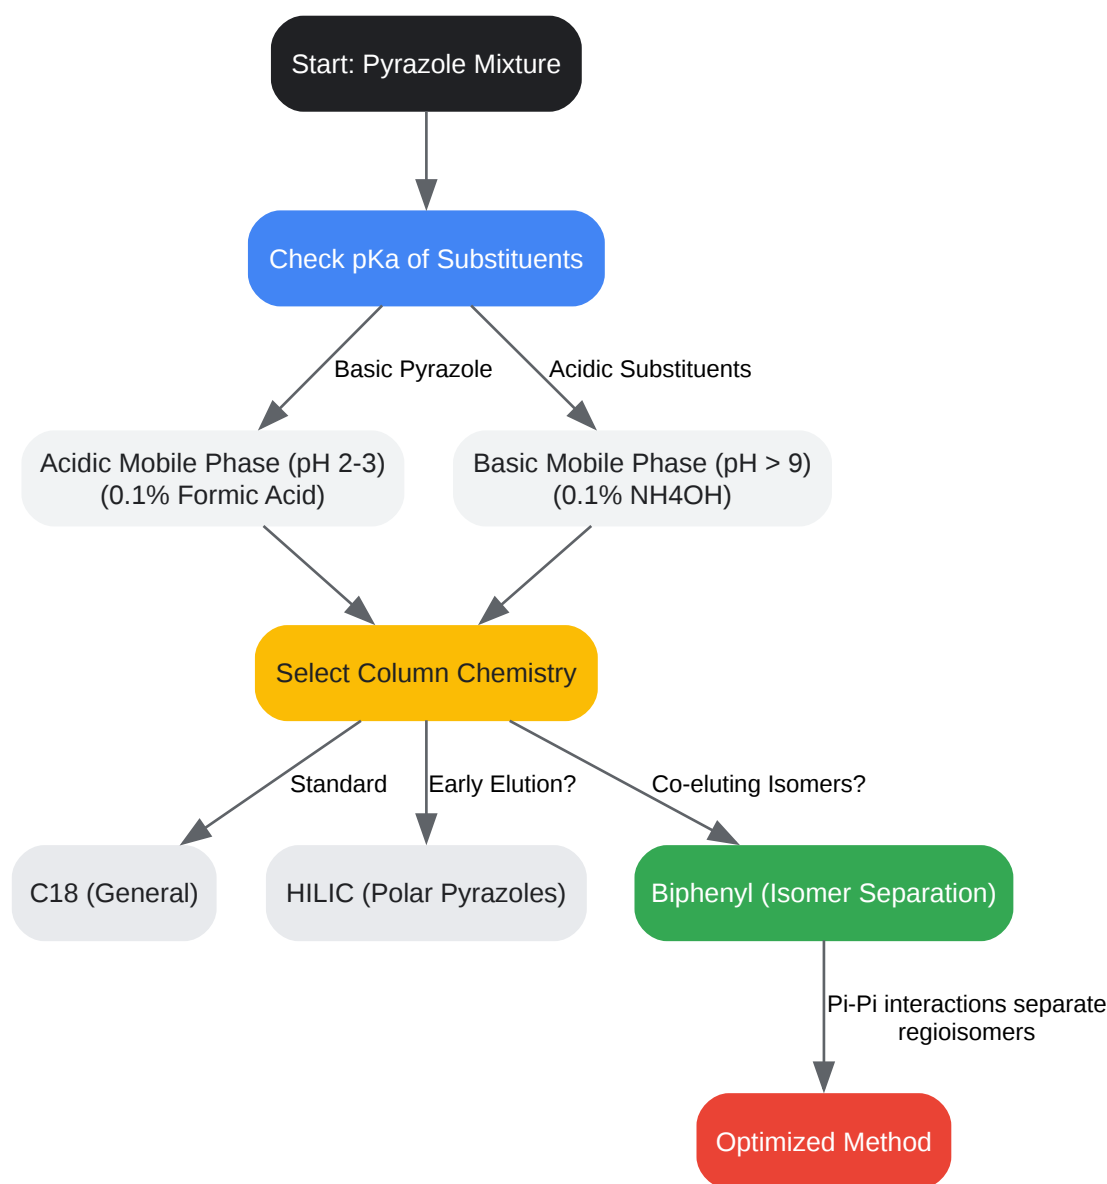 Start: Pyrazole Mixture
Check pKa of Substituents
Basic Pyrazole
Acidic Substituents
Acidic Mobile Phase (pH 2-3)
(0.1% Formic Acid)
Basic Mobile Phase (pH > 9)
(0.1% NH4OH)
Select Column Chemistry
Standard
Early Elution?
Co-eluting Isomers?
C18 (General)
HILIC (Polar Pyrazoles)
Biphenyl (Isomer Separation)
Pi-Pi interactions separate
regioisomers
Optimized Method